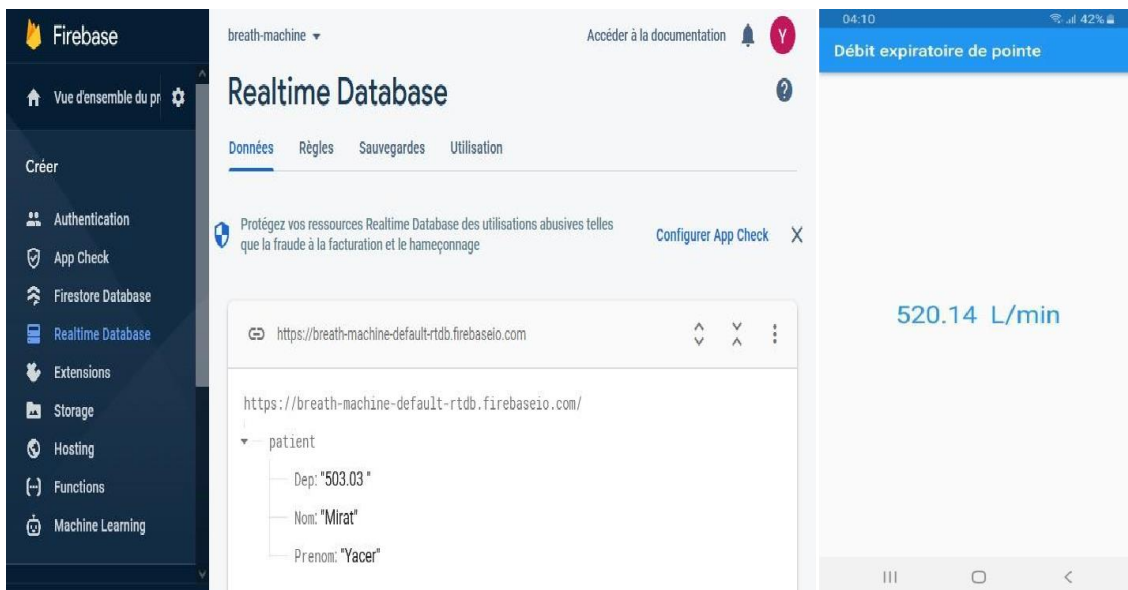 Firebase
Vue d'ensemble du pr
Créer
Authentication
App Check
Firestore Database
Realtime Database
Extensions
Storage
Hosting
Functions
Machine Learning
breath-machine
Accéder à la documentation
Y
Realtime Database
Données Règles Sauvegardes Utilisation
Protégez vos ressources Realtime Database des utilisations abusives telles
que la fraude à la facturation et le hameçonnage
Configurer App Check
https://breath-machine-default-rtdb.firebaseio.com
https://breath-machine-default-rtdb.firebaseio.com/
patient
Dep: "503.03 "
Nom: "Mirat"
Prenom: "Yacer"
04:10 42%
Débit expiratoire de pointe
520.14 L/min